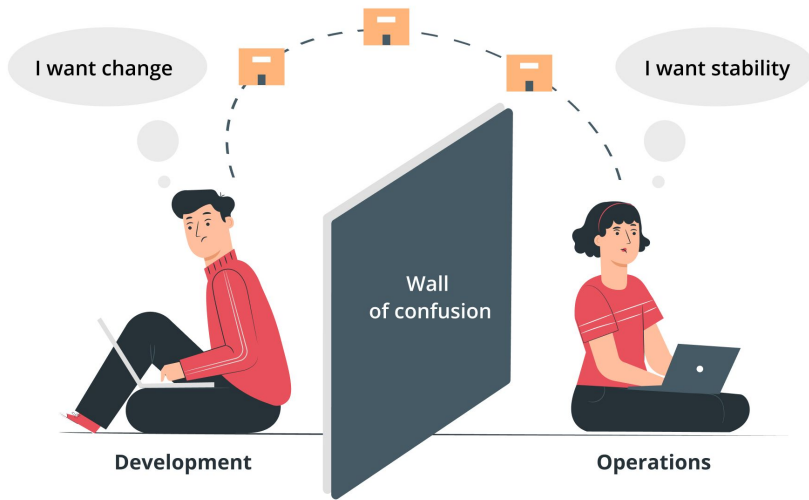 I want change
I want stability
Wall
of confusion
Development
Operations